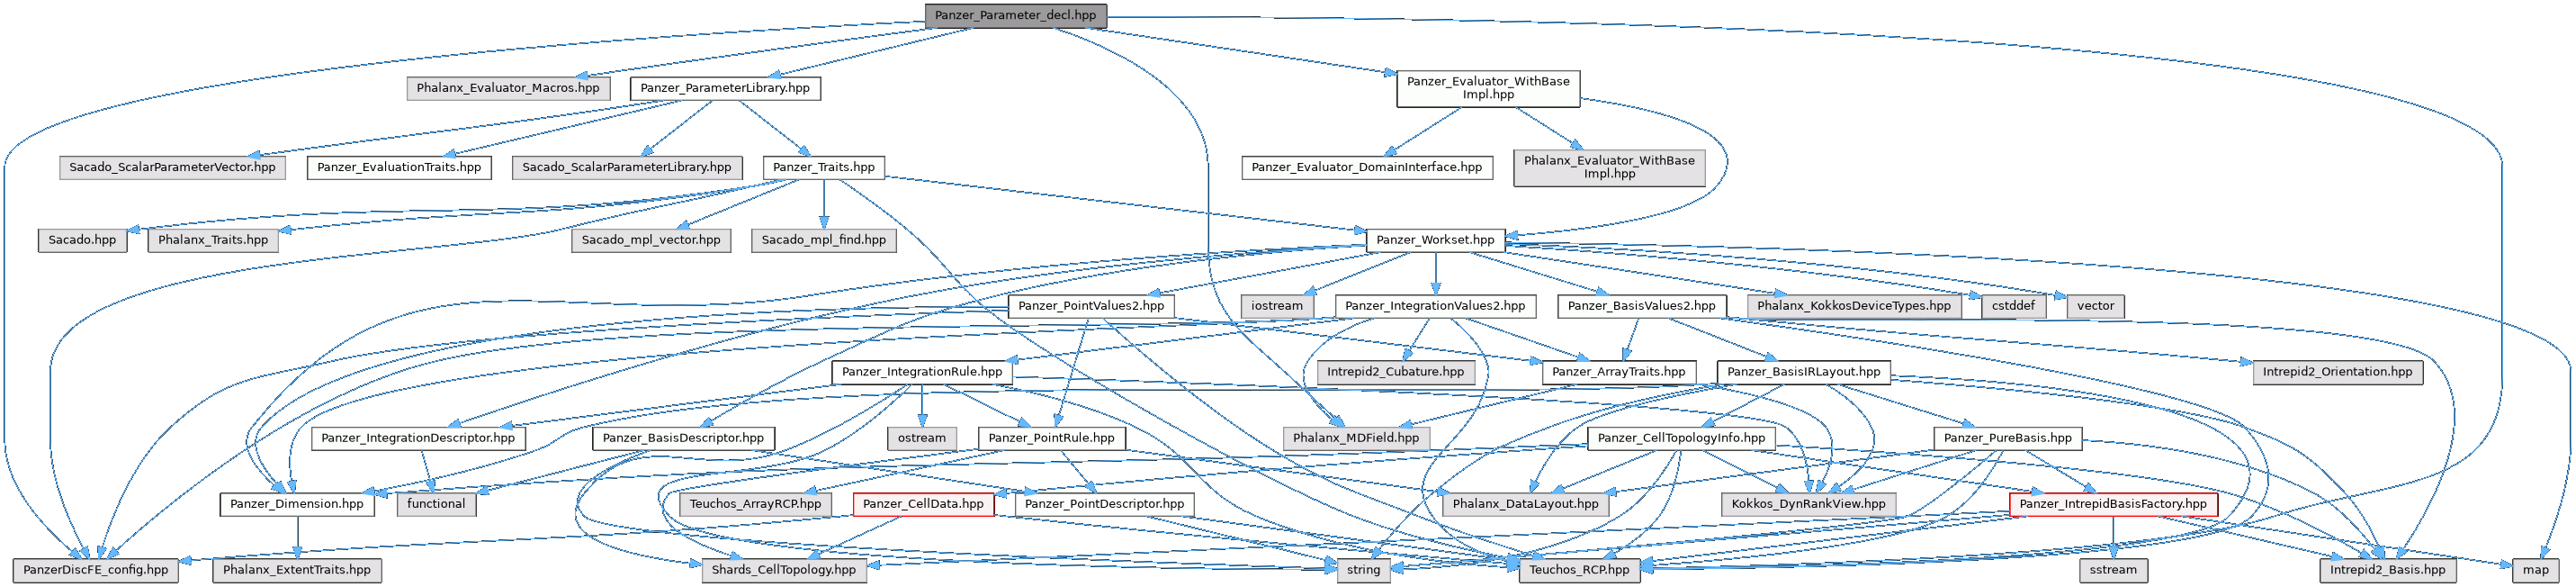 Panzer_Parameter_decl.hpp
Phalanx_Evaluator_Macros.hpp
Panzer_ParameterLibrary.hpp
Panzer_Evaluator_WithBase
Impl.hpp
Sacado_ScalarParameterVector.hpp
Panzer_EvaluationTraits.hpp
Sacado_ScalarParameterLibrary.hpp
Panzer_Traits.hpp
Panzer_Evaluator_DomainInterface.hpp
Phalanx_Evaluator_WithBase
Impl.hpp
Sacado.hpp
Phalanx_Traits.hpp
Sacado_mpl_vector.hpp
Sacado_mpl_find.hpp
Panzer_Workset.hpp
Panzer_PointValues2.hpp
iostream
Panzer_IntegrationValues2.hpp
Panzer_BasisValues2.hpp
Phalanx_KokkosDeviceTypes.hpp
cstddef
vector
Panzer_IntegrationRule.hpp
Intrepid2_Cubature.hpp
Panzer_ArrayTraits.hpp
Panzer_BasisIRLayout.hpp
Intrepid2_Orientation.hpp
Panzer_IntegrationDescriptor.hpp
Panzer_BasisDescriptor.hpp
ostream
Panzer_PointRule.hpp
Phalanx_MDField.hpp
Panzer_CellTopologyInfo.hpp
Panzer_PureBasis.hpp
Panzer_Dimension.hpp
functional
Teuchos_ArrayRCP.hpp
Panzer_CellData.hpp
Panzer_PointDescriptor.hpp
Phalanx_DataLayout.hpp
Kokkos_DynRankView.hpp
Panzer_IntrepidBasisFactory.hpp
PanzerDiscFE_config.hpp
Phalanx_ExtentTraits.hpp
Shards_CellTopology.hpp
string
Teuchos_RCP.hpp
sstream
Intrepid2_Basis.hpp
map